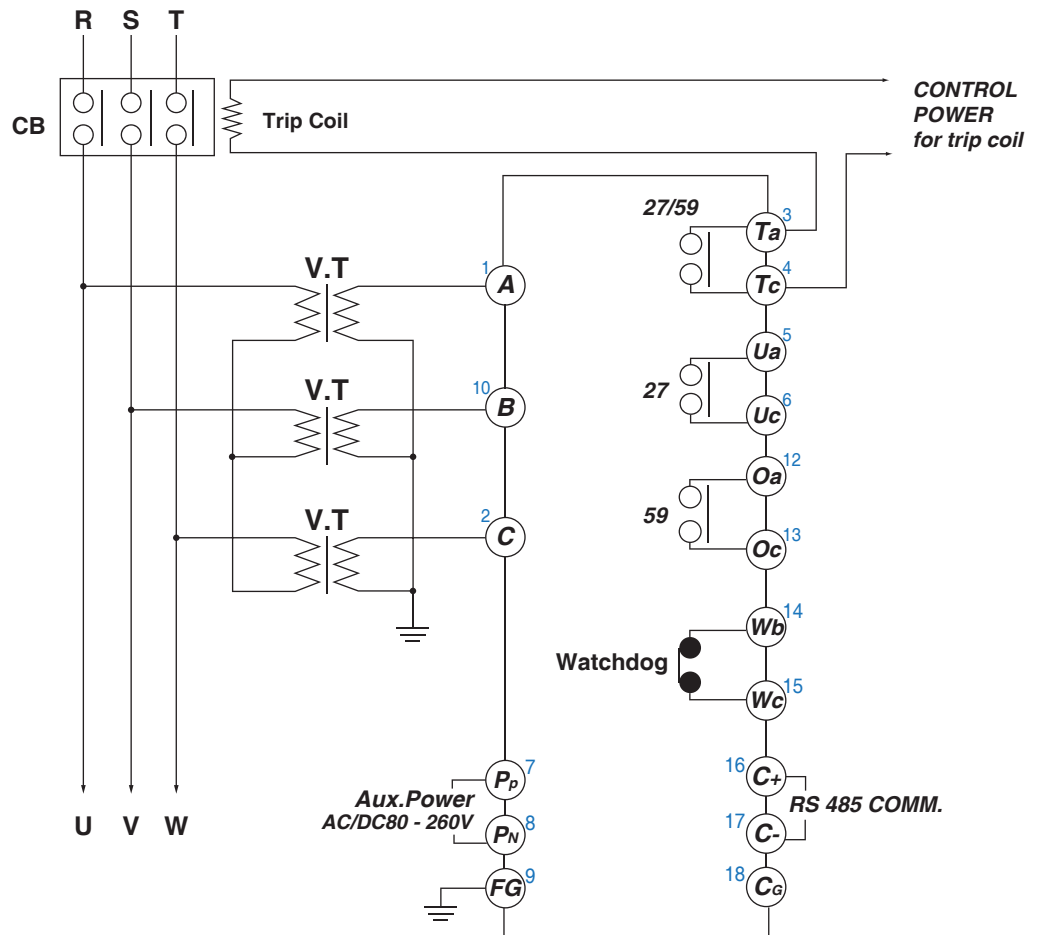 R S T
CB
Trip Coil
CONTROL
POWER
for trip coil
27/59
3
Ta
4
Tc
V.T
1
A
5
Ua
27
6
Uc
V.T
10
B
12
Oa
59
13
Oc
V.T
2
C
14
Wb
Watchdog
15
Wc
7
Pp
Aux.Power
AC/DC80 - 260V
8
PN
9
FG
16
C+
RS 485 COMM.
17
C-
18
CG
U V W